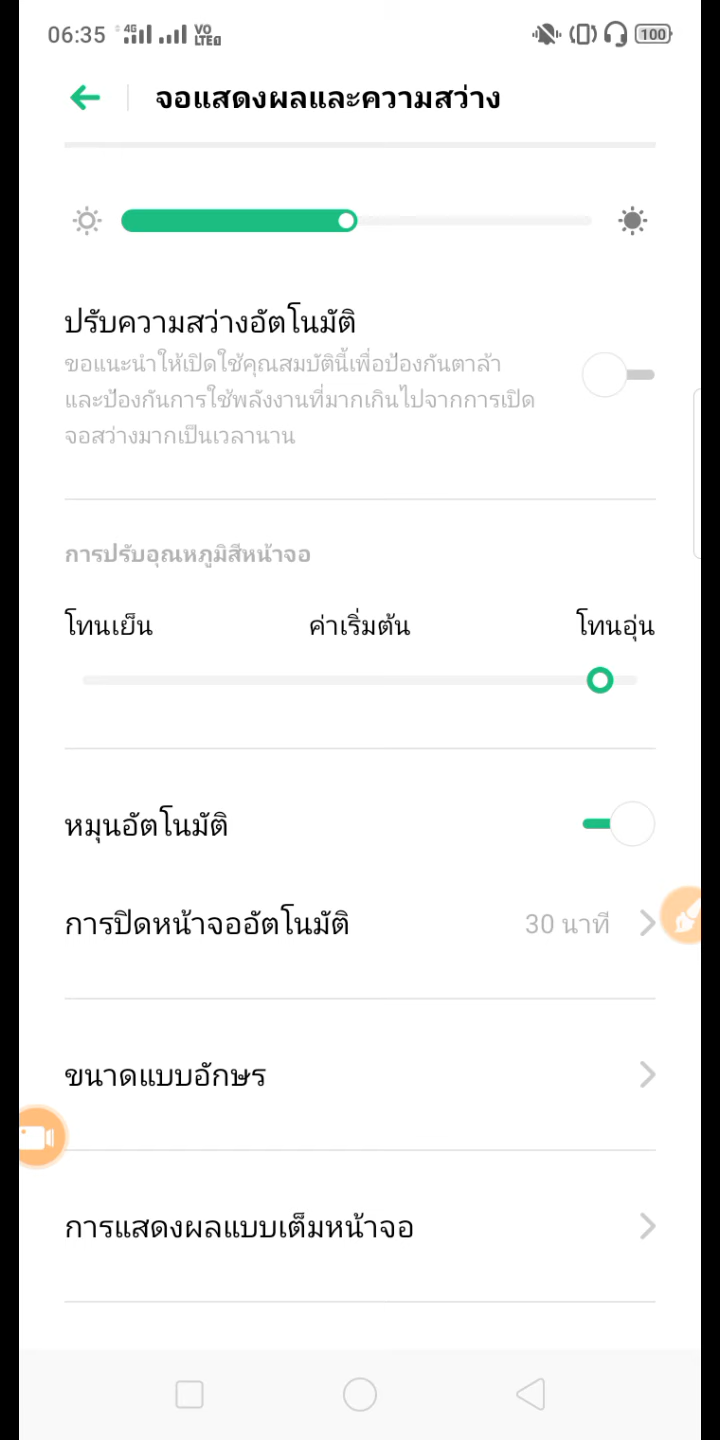 06:35 4G VO LTE 100
จอแสดงผลและความสว่าง
ปรับความสว่างอัตโนมัติ
ขอแนะนำให้เปิดใช้คุณสมบัตินี้เพื่อป้องกันตาล้า
และป้องกันการใช้พลังงานที่มากเกินไปจากการเปิด
จอสว่างมากเป็นเวลานาน
การปรับอุณหภูมิสีหน้าจอ
โทนเย็น ค่าเริ่มต้น โทนอุ่น
หมุนอัตโนมัติ
การปิดหน้าจออัตโนมัติ 30 นาที
ขนาดแบบอักษร
การแสดงผลแบบเต็มหน้าจอ